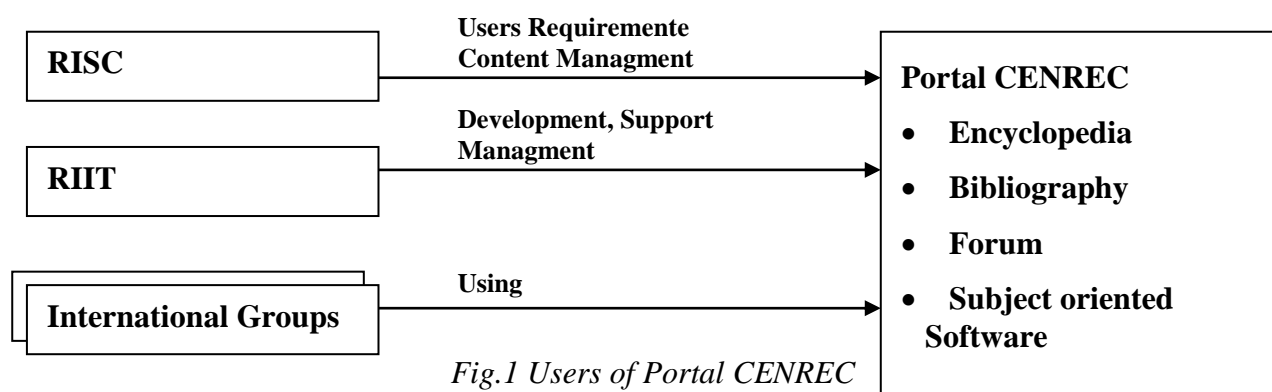 RISC
Users Requiremente
Content Managment
RIIT
Development, Support
Managment
International Groups
Using
Portal CENREC
• Encyclopedia
• Bibliography
• Forum
• Subject oriented
Software
Fig.1 Users of Portal CENREC